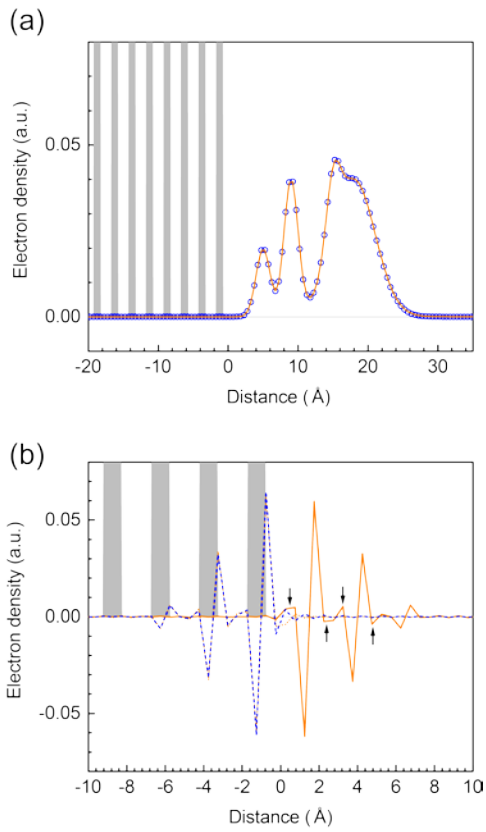 (a)
Electron density (a.u.)
0.05
0.00
-20 -10 0 10 20 30
Distance (Å)
(b)
Electron density (a.u.)
0.05
0.00
-0.05
-10 -8 -6 -4 -2 0 2 4 6 8 10
Distance (Å)